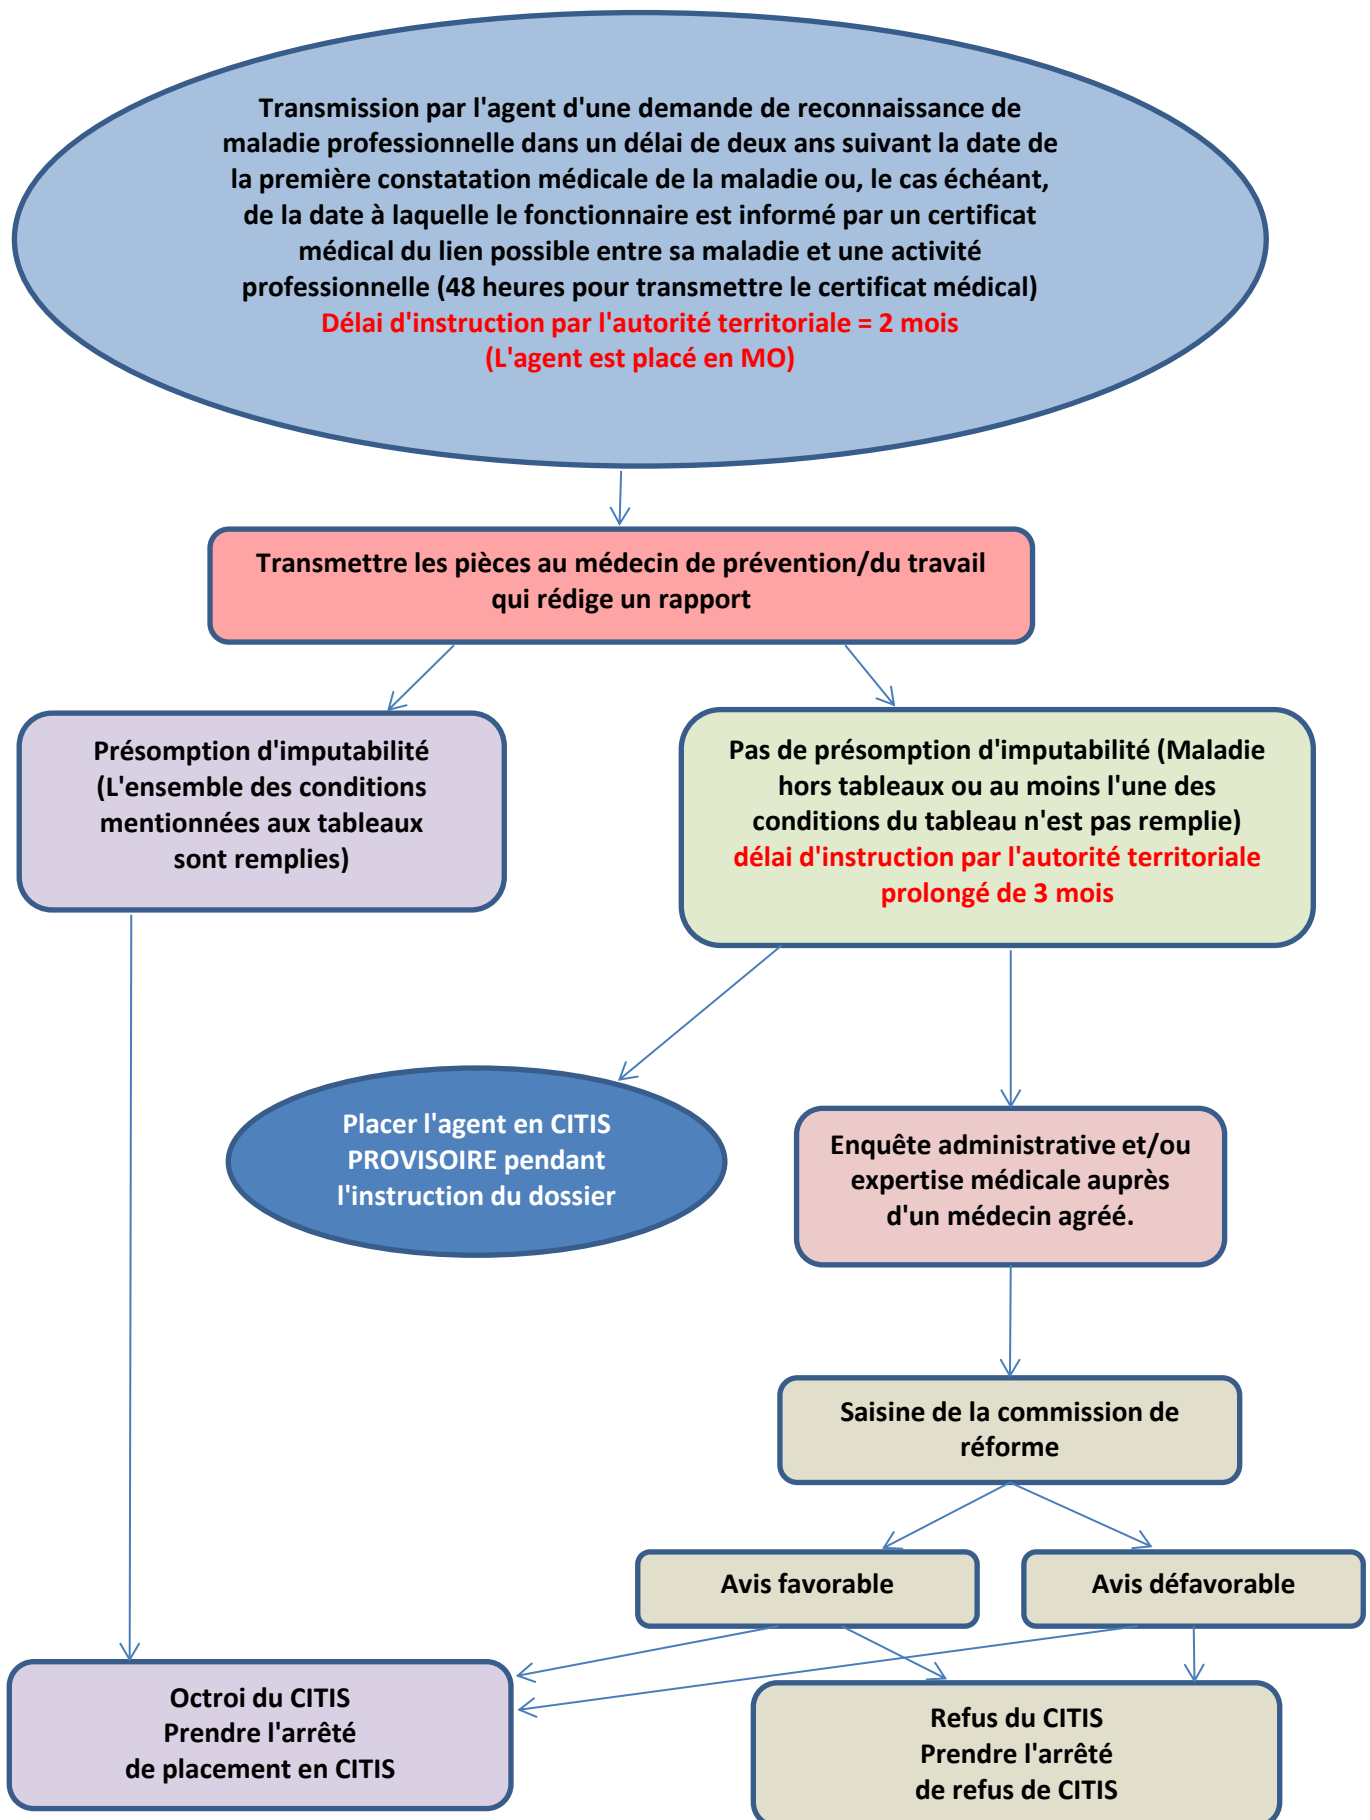 Transmission par l'agent d'une demande de reconnaissance de
maladie professionnelle dans un délai de deux ans suivant la date de
la première constatation médicale de la maladie ou, le cas échéant,
de la date à laquelle le fonctionnaire est informé par un certificat
médical du lien possible entre sa maladie et une activité
professionnelle (48 heures pour transmettre le certificat médical)
Délai d'instruction par l'autorité territoriale = 2 mois
(L'agent est placé en MO)
Transmettre les pièces au médecin de prévention/du travail
qui rédige un rapport
Présomption d'imputabilité
(L'ensemble des conditions
mentionnées aux tableaux
sont remplies)
Pas de présomption d'imputabilité (Maladie
hors tableaux ou au moins l'une des
conditions du tableau n'est pas remplie)
délai d'instruction par l'autorité territoriale
prolongé de 3 mois
Placer l'agent en CITIS
PROVISOIRE pendant
l'instruction du dossier
Enquête administrative et/ou
expertise médicale auprès
d'un médecin agréé.
Saisine de la commission de
réforme
Avis favorable
Avis défavorable
Octroi du CITIS
Prendre l'arrêté
de placement en CITIS
Refus du CITIS
Prendre l'arrêté
de refus de CITIS